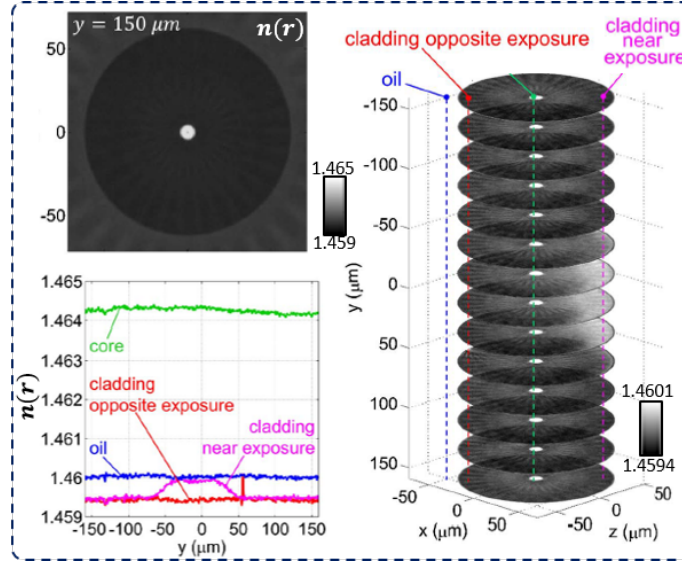 y = 150 μm
n(r)
50
0
-50
1.465
1.459
1.465
1.464
1.463
1.462
1.461
1.46
1.459
n(r)
core
cladding
opposite exposure
oil
cladding
near exposure
-150 -100 -50 0 50 100 150
y (μm)
cladding opposite exposure
cladding
near
exposure
oil
-150
-100
-50
0
50
100
150
y (μm)
1.4601
1.4594
-50
0
50
x (μm)
-50
0
50
z (μm)